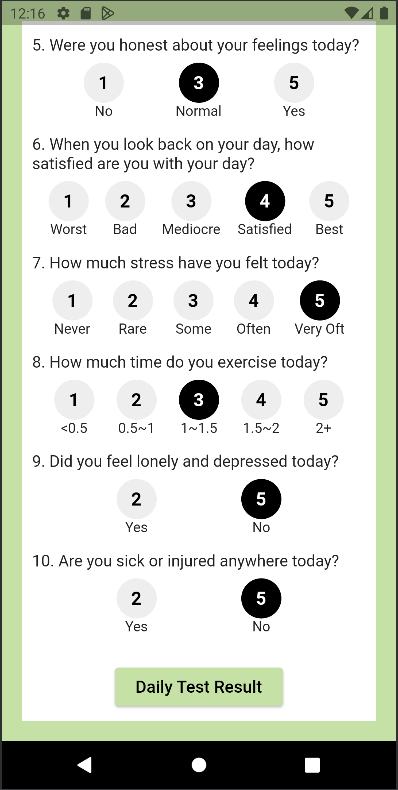 12:16
5. Were you honest about your feelings today?
1 3 5
No Normal Yes
6. When you look back on your day, how
satisfied are you with your day?
1 2 3 4 5
Worst Bad Mediocre Satisfied Best
7. How much stress have you felt today?
1 2 3 4 5
Never Rare Some Often Very Oft
8. How much time do you exercise today?
1 2 3 4 5
<0.5 0.5~1 1~1.5 1.5~2 2+
9. Did you feel lonely and depressed today?
2 5
Yes No
10. Are you sick or injured anywhere today?
2 5
Yes No
Daily Test Result